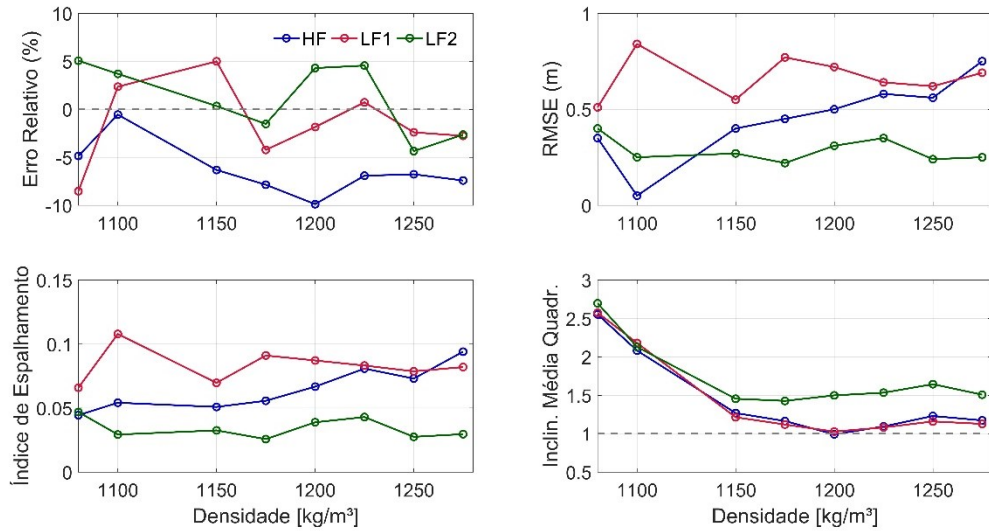 10
5
0
-5
-10
Erro Relativo (%)
HF LF1 LF2
1100 1150 1200 1250
1
0.5
0
RMSE (m)
1100 1150 1200 1250
0.15
0.1
0.05
0
Índice de Espalhamento
1100 1150 1200 1250
Densidade [kg/m³]
3
2.5
2
1.5
1
0.5
Inclin. Média Quadr.
1100 1150 1200 1250
Densidade [kg/m³]